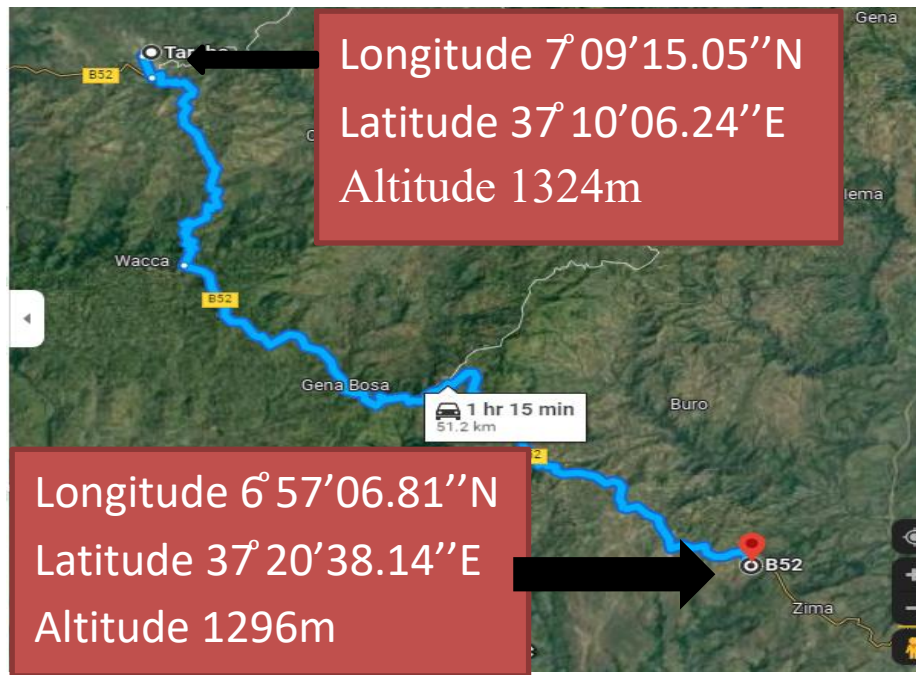 Gena
B52
Longitude 7°09’15.05’’N
Latitude 37°10’06.24’’E
Altitude 1324m
Wacca
B52
Gena Bosa
1 hr 15 min
51.2 km
Buro
Longitude 6°57’06.81’’N
Latitude 37°20’38.14’’E
Altitude 1296m
B52
Zima